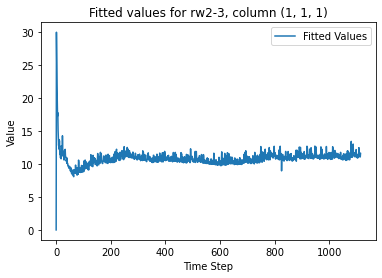 Fitted values for rw2-3, column (1, 1, 1)
Fitted Values
30
25
20
15
10
5
0
Value
0 200 400 600 800 1000
Time Step